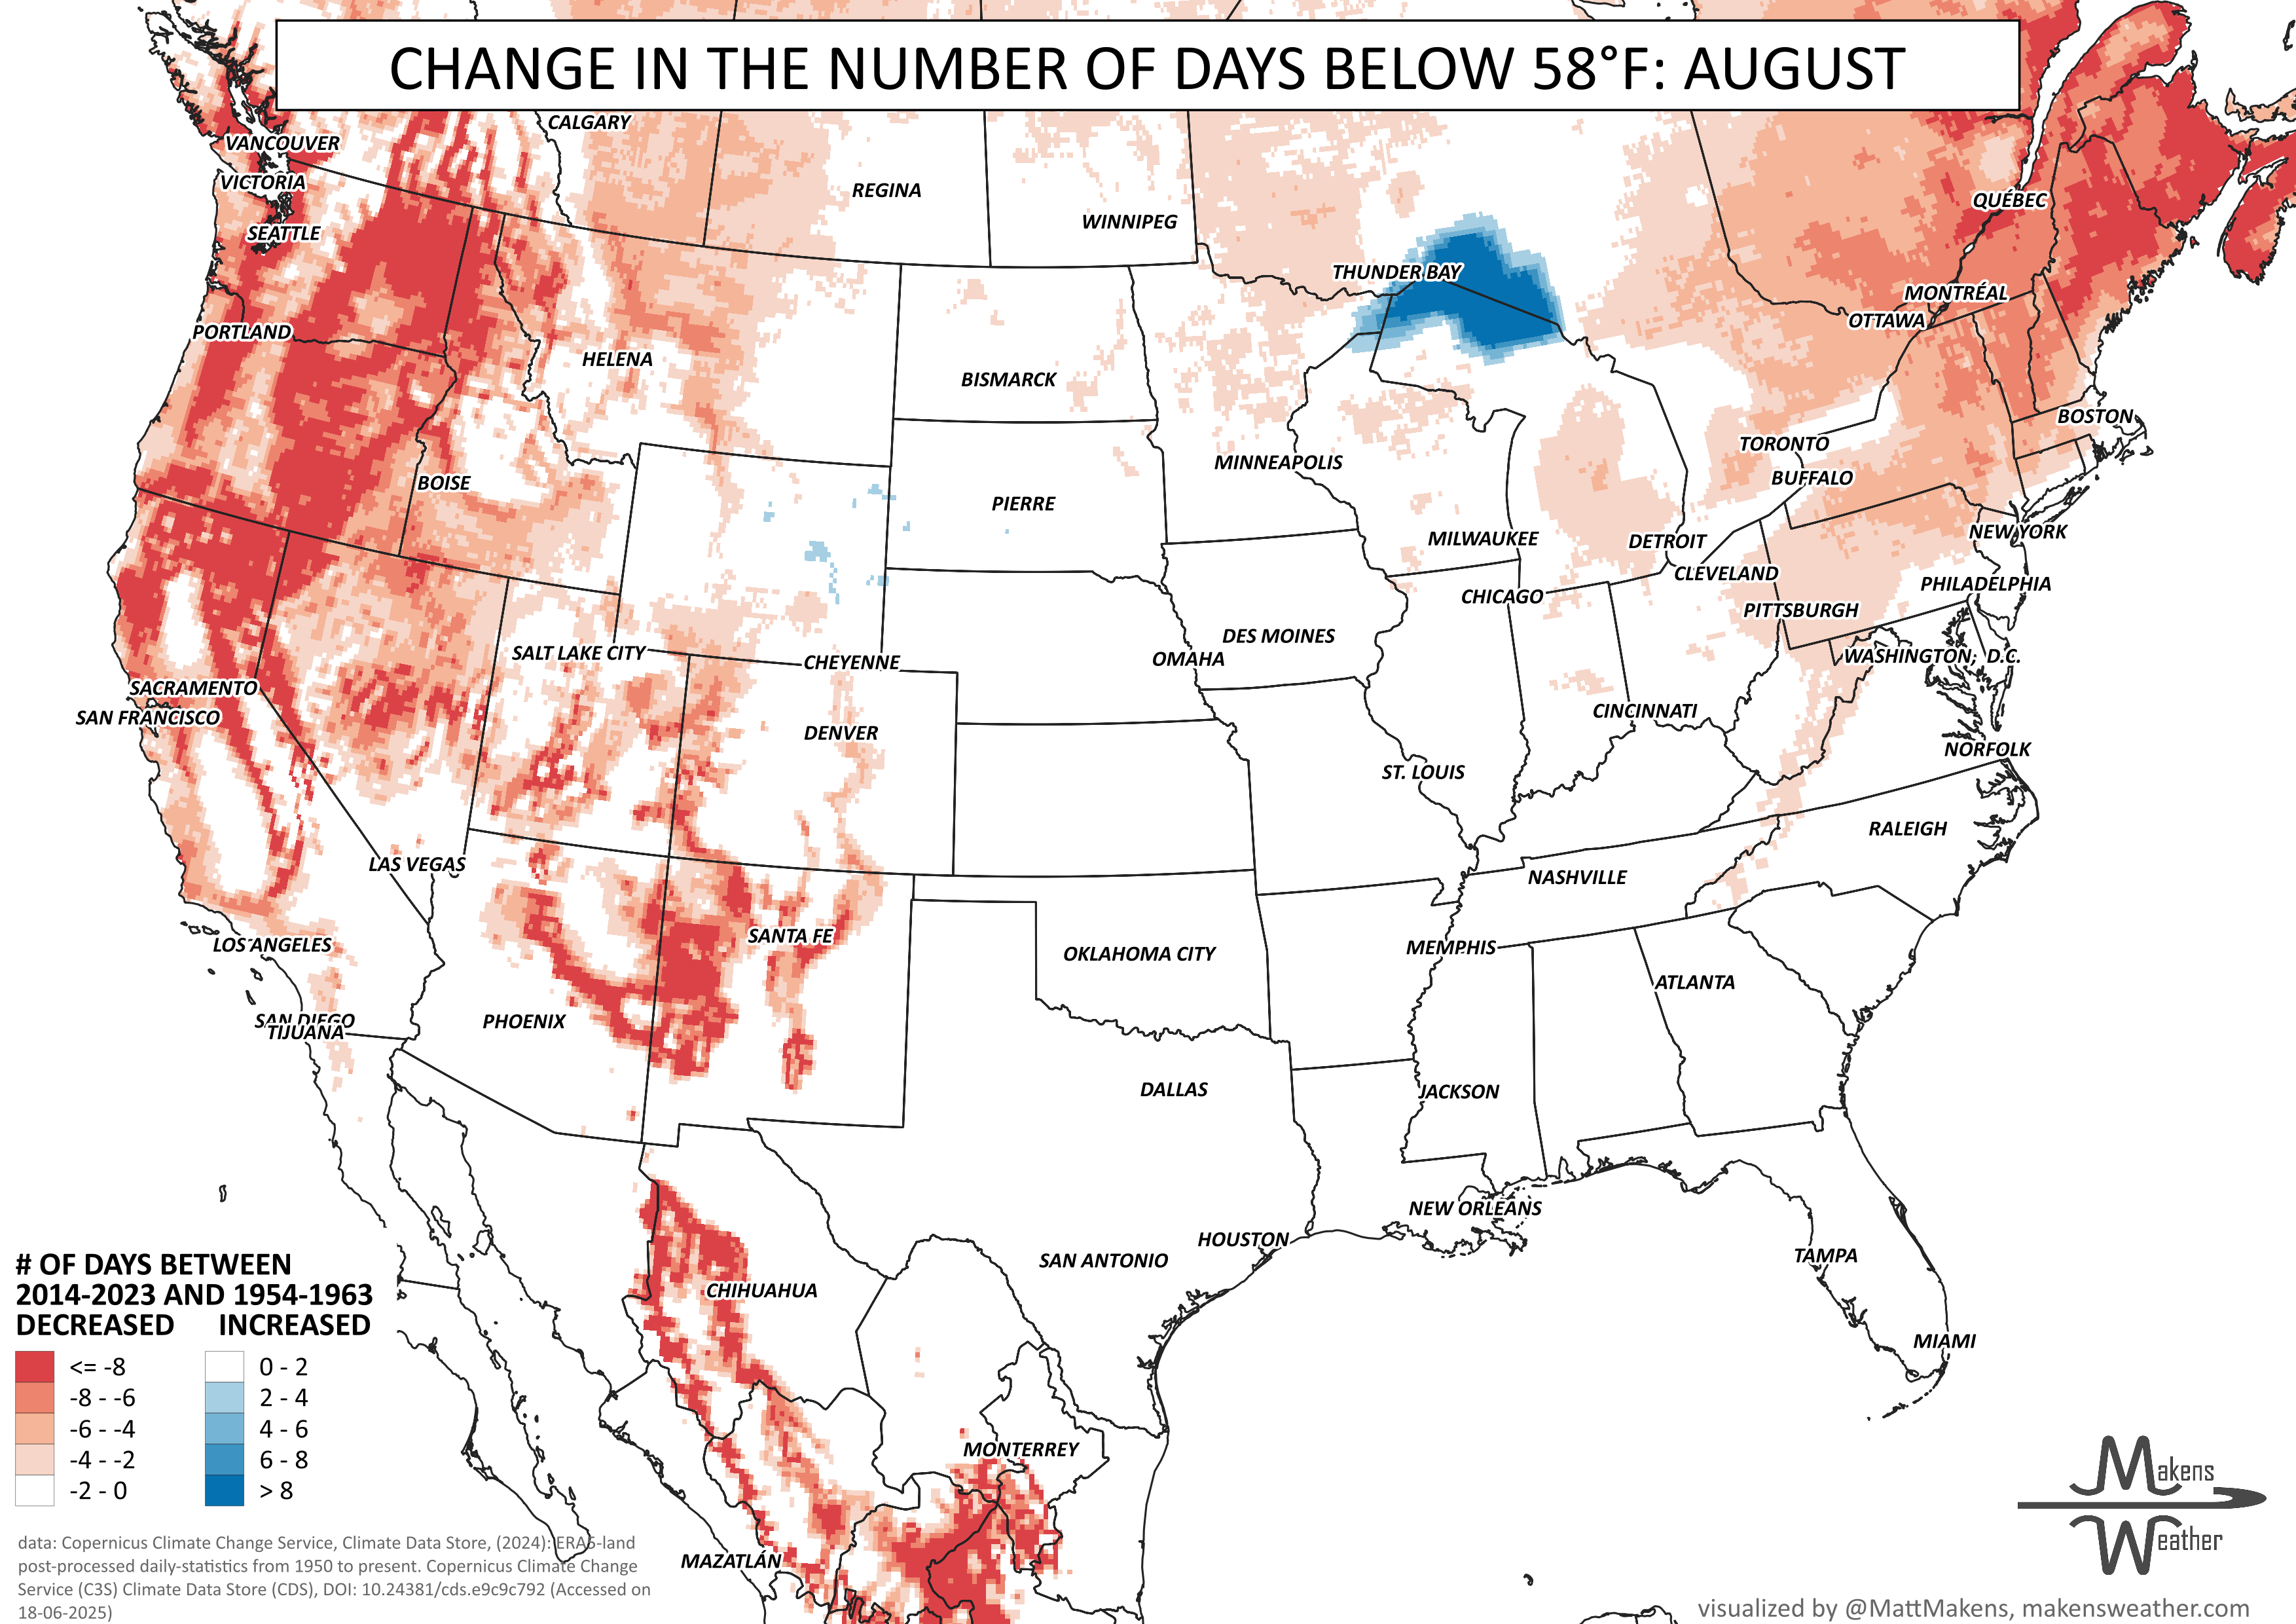 CHANGE IN THE NUMBER OF DAYS BELOW 58°F: AUGUST
CALGARY
VANCOUVER
VICTORIA
REGINA
QUÉBEC
WINNIPEG
SEATTLE
THUNDER BAY
MONTRÉAL
OTTAWA
PORTLAND
HELENA
BISMARCK
BOSTON
TORONTO
MINNEAPOLIS
BUFFALO
BOISE
PIERRE
NEW YORK
MILWAUKEE
DETROIT
CLEVELAND
PHILADELPHIA
CHICAGO
PITTSBURGH
DES MOINES
SALT LAKE CITY
OMAHA
WASHINGTON, D.C.
CHEYENNE
SACRAMENTO
CINCINNATI
SAN FRANCISCO
DENVER
NORFOLK
ST. LOUIS
RALEIGH
LAS VEGAS
NASHVILLE
SANTA FE
LOS ANGELES
MEMPHIS
OKLAHOMA CITY
ATLANTA
SAN DIEGO
PHOENIX
TIJUANA
DALLAS
JACKSON
NEW ORLEANS
HOUSTON
TAMPA
SAN ANTONIO
CHIHUAHUA
MIAMI
MONTERREY
MAZATLÁN
# OF DAYS BETWEEN
2014-2023 AND 1954-1963
DECREASED INCREASED
<= -8 0 - 2
-8 - -6 2 - 4
-6 - -4 4 - 6
-4 - -2 6 - 8
-2 - 0 > 8
data: Copernicus Climate Change Service, Climate Data Store, (2024): ERA5-land
post-processed daily-statistics from 1950 to present. Copernicus Climate Change
Service (C3S) Climate Data Store (CDS), DOI: 10.24381/cds.e9c9c792 (Accessed on
18-06-2025)
Makens
Weather
visualized by @MattMakens, makensweather.com